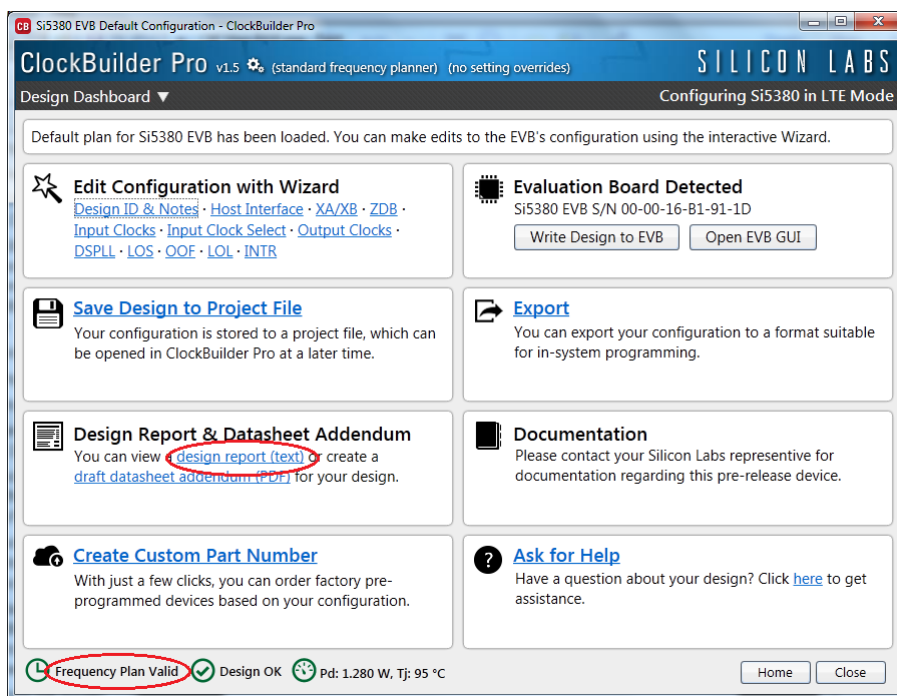 CB Si5380 EVB Default Configuration - ClockBuilder Pro
ClockBuilder Pro v1.5 (standard frequency planner) (no setting overrides)
SILICON LABS
Design Dashboard ▼
Configuring Si5380 in LTE Mode
Default plan for Si5380 EVB has been loaded. You can make edits to the EVB's configuration using the interactive Wizard.
Edit Configuration with Wizard
Design ID & Notes · Host Interface · XA/XB · ZDB ·
Input Clocks · Input Clock Select · Output Clocks ·
DSPLL · LOS · OOF · LOL · INTR
Evaluation Board Detected
Si5380 EVB S/N 00-00-16-B1-91-1D
Write Design to EVB
Open EVB GUI
Save Design to Project File
Your configuration is stored to a project file, which can
be opened in ClockBuilder Pro at a later time.
Export
You can export your configuration to a format suitable
for in-system programming.
Design Report & Datasheet Addendum
You can view a design report (text) or create a
draft datasheet addendum (PDF) for your design.
Documentation
Please contact your Silicon Labs representive for
documentation regarding this pre-release device.
Create Custom Part Number
With just a few clicks, you can order factory pre-
programmed devices based on your configuration.
? Ask for Help
Have a question about your design? Click here to get
assistance.
Frequency Plan Valid
Design OK
Pd: 1.280 W, Tj: 95 °C
Home
Close